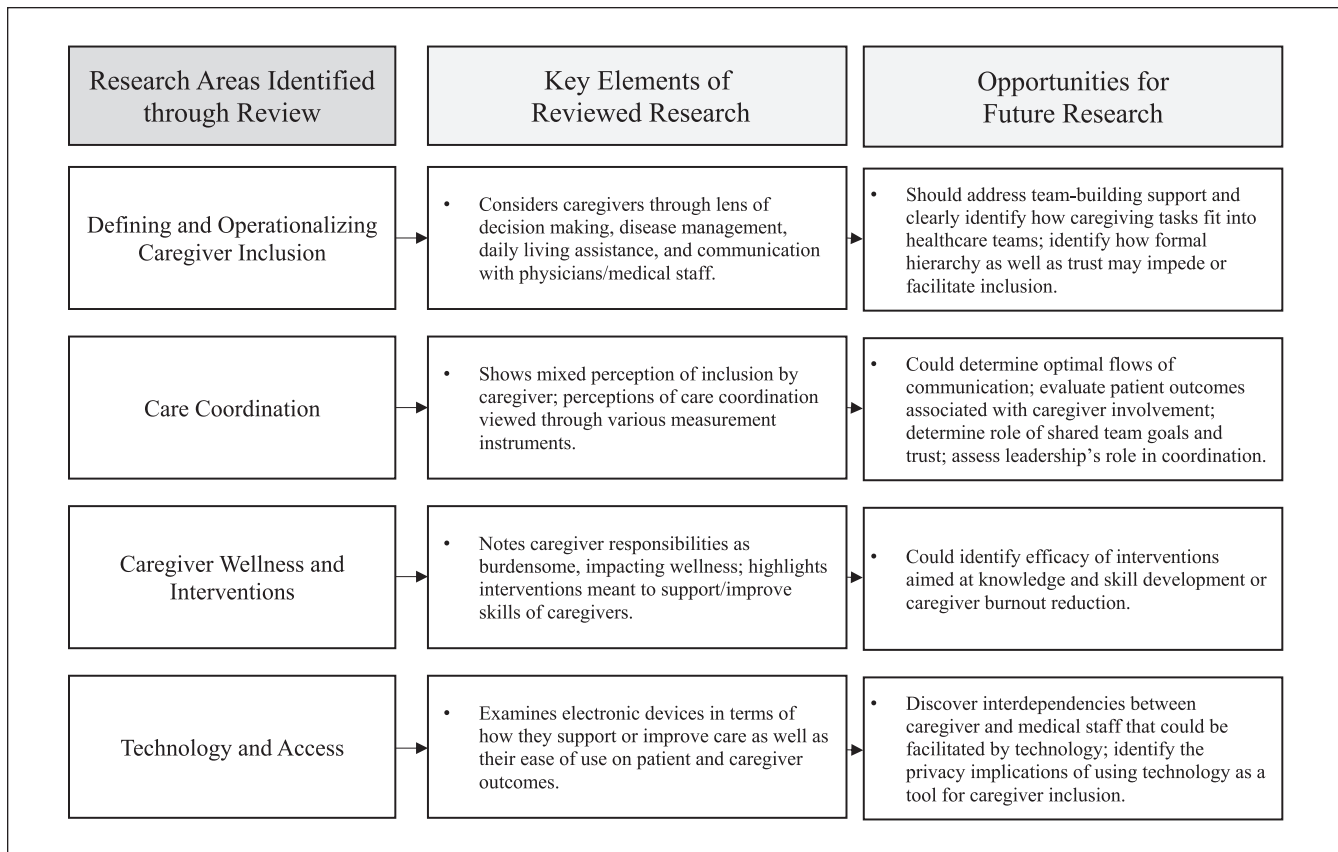 Research Areas Identified
through Review
Key Elements of
Reviewed Research
Opportunities for
Future Research
Defining and Operationalizing
Caregiver Inclusion
• Considers caregivers through lens of
decision making, disease management,
daily living assistance, and communication
with physicians/medical staff.
• Should address team-building support and
clearly identify how caregiving tasks fit into
healthcare teams; identify how formal
hierarchy as well as trust may impede or
facilitate inclusion.
Care Coordination
• Shows mixed perception of inclusion by
caregiver; perceptions of care coordination
viewed through various measurement
instruments.
• Could determine optimal flows of
communication; evaluate patient outcomes
associated with caregiver involvement;
determine role of shared team goals and
trust; assess leadership’s role in coordination.
Caregiver Wellness and
Interventions
• Notes caregiver responsibilities as
burdensome, impacting wellness; highlights
interventions meant to support/improve
skills of caregivers.
• Could identify efficacy of interventions
aimed at knowledge and skill development or
caregiver burnout reduction.
Technology and Access
• Examines electronic devices in terms of
how they support or improve care as well as
their ease of use on patient and caregiver
outcomes.
• Discover interdependencies between
caregiver and medical staff that could be
facilitated by technology; identify the
privacy implications of using technology as a
tool for caregiver inclusion.